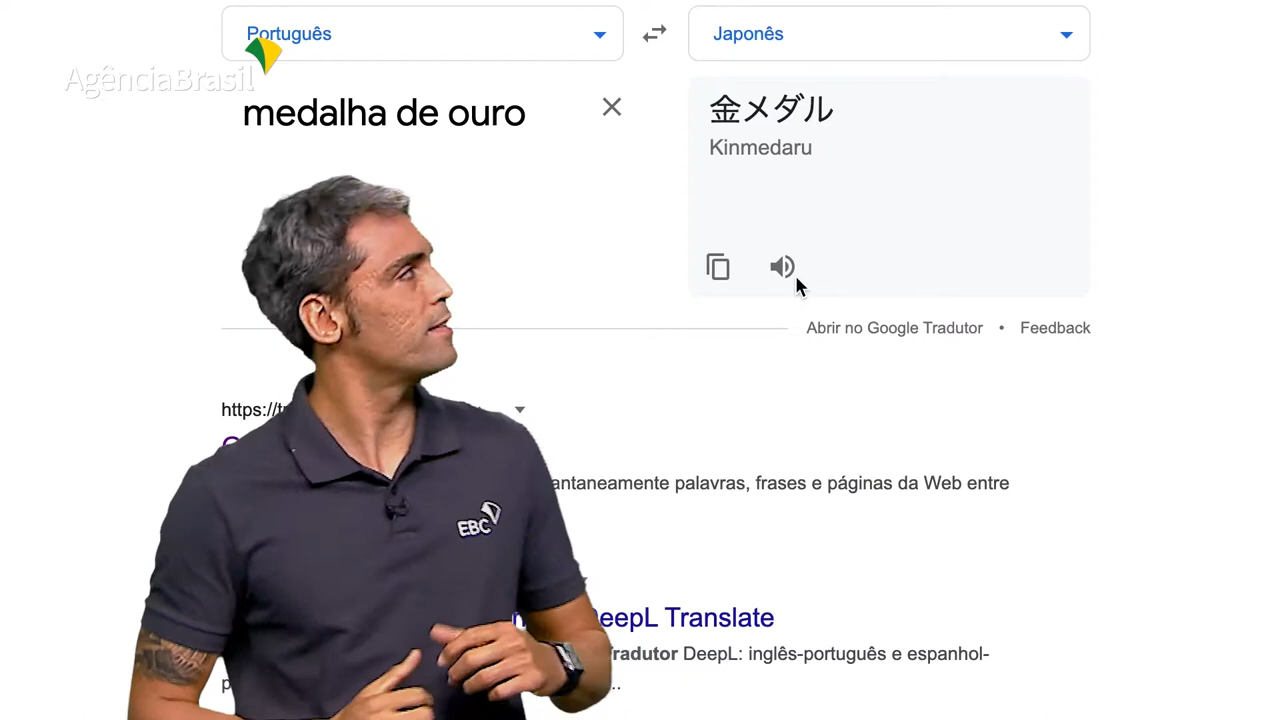 Português
Japonês
AgênciaBrasil
medalha de ouro
金メダル
Kinmedaru
Abrir no Google Tradutor • Feedback
https://t
antaneamente palavras, frases e páginas da Web entre
EBC
eepL Translate
radutor DeepL: inglês-português e espanhol-
p
..